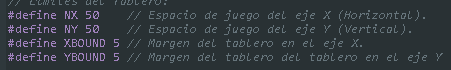 // Límites del Tablero:
#define NX 50 // Espacio de juego del eje X (Horizontal).
#define NY 50 // Espacio de juego del eje Y (Vertical).
#define XBOUND 5 // Margen del tablero en el eje X.
#define YBOUND 5 // Margen del tablero del tablero en el eje Y